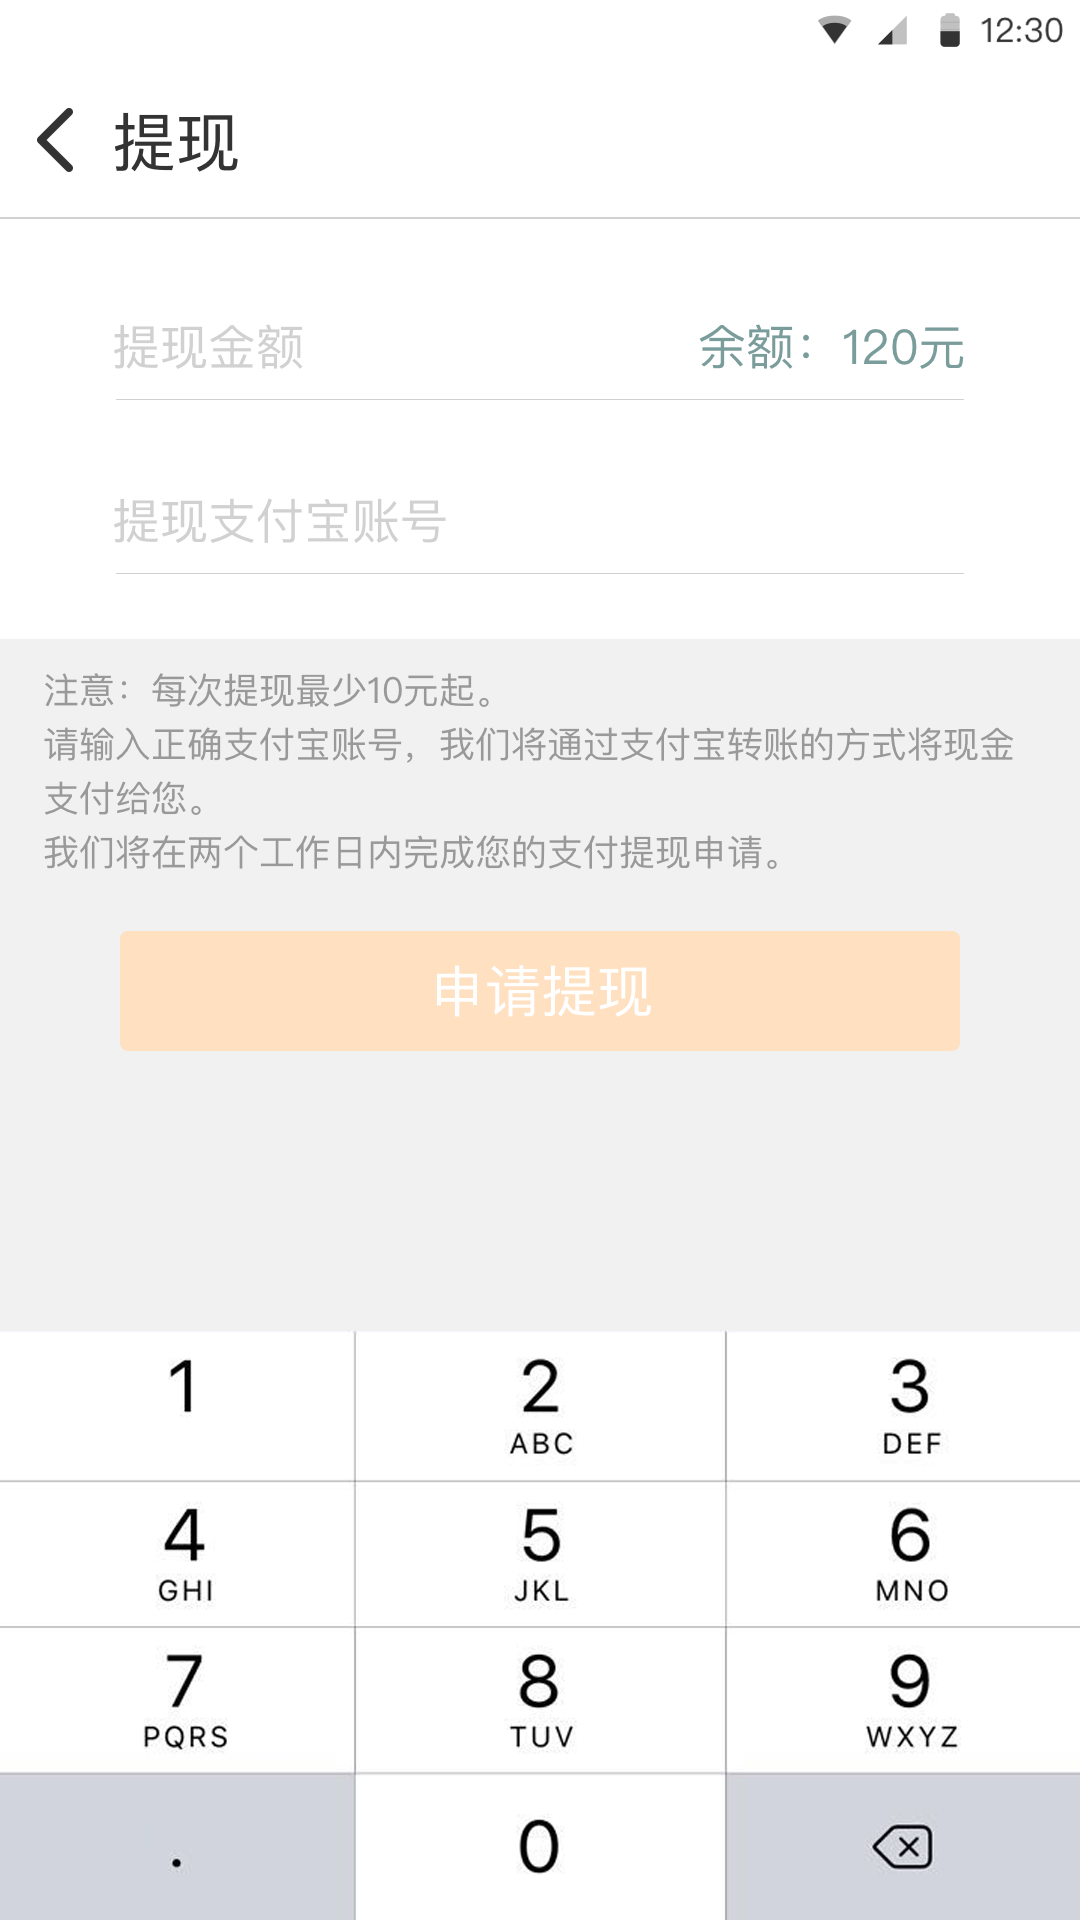 12:30
提现
提现金额 余额：120元
提现支付宝账号
注意：每次提现最少10元起。
请输入正确支付宝账号，我们将通过支付宝转账的方式将现金
支付给您。
我们将在两个工作日内完成您的支付提现申请。
申请提现
1 2 3
ABC DEF
4 5 6
GHI JKL MNO
7 8 9
PQRS TUV WXYZ
. 0